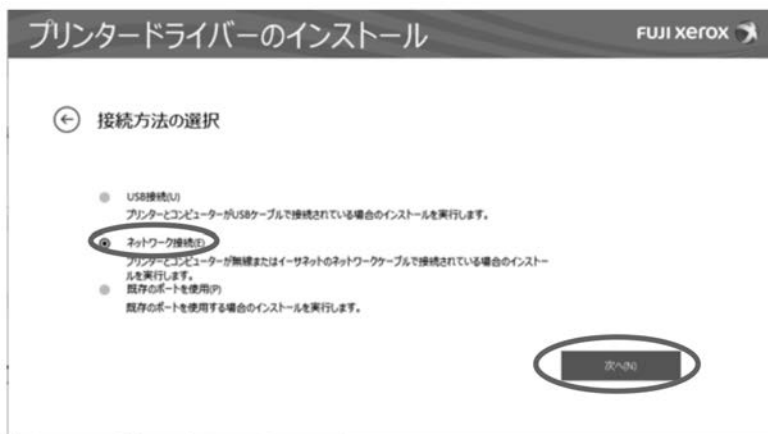 プリンタードライバーのインストール
FUJI xerox
接続方法の選択
USB接続(U)
プリンターとコンピューターがUSBケーブルで接続されている場合のインストールを実行します。
ネットワーク接続(E)
プリンターとコンピューターが無線またはイーサネットのネットワークケーブルで接続されている場合のインストー
ルを実行します。
既存のポートを使用(P)
既存のポートを使用する場合のインストールを実行します。
次へ(N)